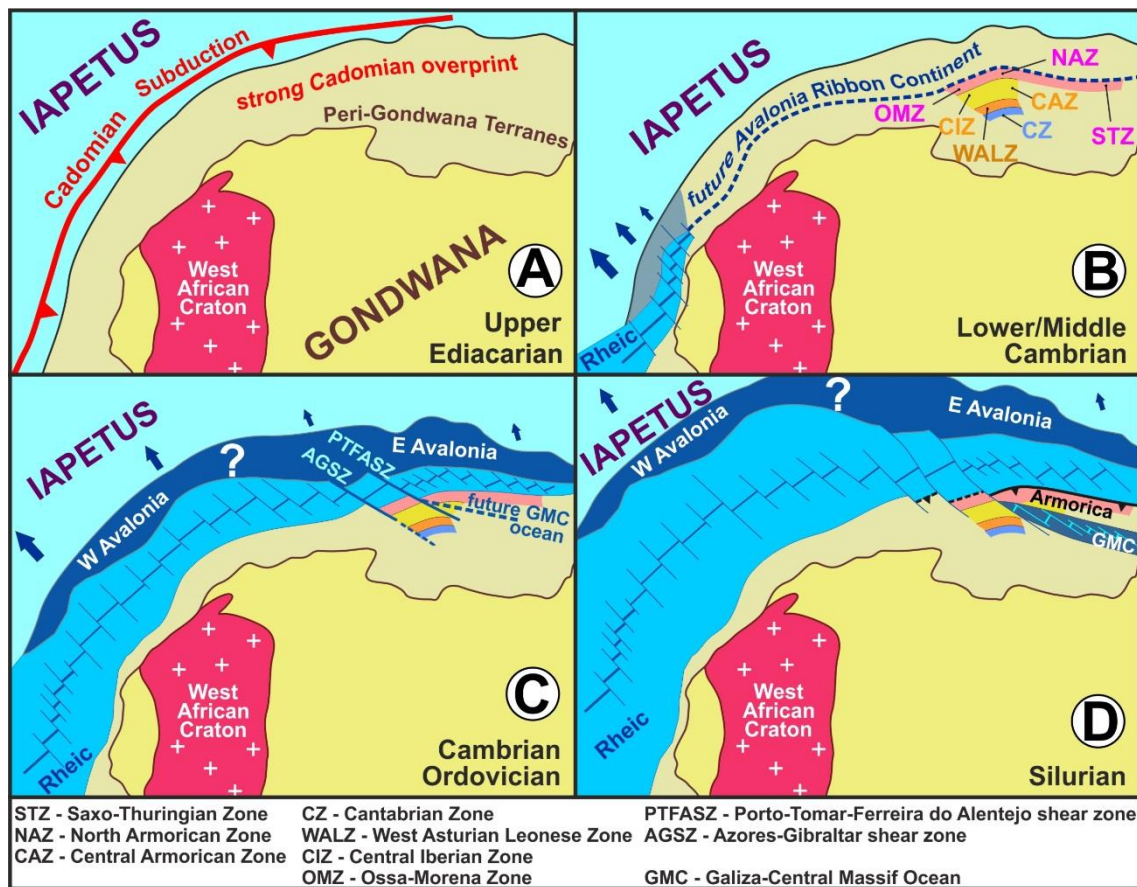 IAPETUS
Cadomian Subduction
strong Cadomian overprint
Peri-Gondwana Terranes
West
African
Craton
GONDWANA
A
Upper
Ediacarian
IAPETUS
future Avalonia Ribbon Continent
NAZ
OMZ
CIZ
CAZ
CZ
WALZ
STZ
West
African
Craton
Rheic
B
Lower/Middle
Cambrian
IAPETUS
W Avalonia
?
PTFASZ
AGSZ
E Avalonia
future GMC
ocean
West
African
Craton
Rheic
C
Cambrian
Ordovician
IAPETUS
W Avalonia
?
E Avalonia
Armorica
GMC
West
African
Craton
Rheic
D
Silurian
STZ - Saxo-Thuringian Zone
NAZ - North Armorican Zone
CAZ - Central Armorican Zone
CZ - Cantabrian Zone
WALZ - West Asturian Leonese Zone
CIZ - Central Iberian Zone
OMZ - Ossa-Morena Zone
PTFASZ - Porto-Tomar-Ferreira do Alentejo shear zone
AGSZ - Azores-Gibraltar shear zone
GMC - Galiza-Central Massif Ocean